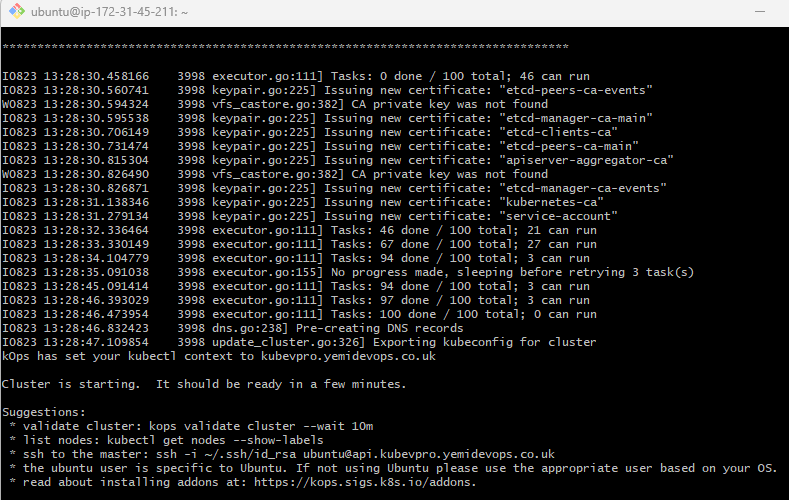 ubuntu@ip-172-31-45-211: ~
*********************************************************************************
I0823 13:28:30.458166    3998 executor.go:111] Tasks: 0 done / 100 total; 46 can run
I0823 13:28:30.560741    3998 keypair.go:225] Issuing new certificate: "etcd-peers-ca-events"
W0823 13:28:30.594324    3998 vfs_castore.go:382] CA private key was not found
I0823 13:28:30.595538    3998 keypair.go:225] Issuing new certificate: "etcd-manager-ca-main"
I0823 13:28:30.706149    3998 keypair.go:225] Issuing new certificate: "etcd-clients-ca"
I0823 13:28:30.731474    3998 keypair.go:225] Issuing new certificate: "etcd-peers-ca-main"
I0823 13:28:30.815304    3998 keypair.go:225] Issuing new certificate: "apiserver-aggregator-ca"
W0823 13:28:30.826490    3998 vfs_castore.go:382] CA private key was not found
I0823 13:28:30.826871    3998 keypair.go:225] Issuing new certificate: "etcd-manager-ca-events"
I0823 13:28:31.138346    3998 keypair.go:225] Issuing new certificate: "kubernetes-ca"
I0823 13:28:31.279134    3998 keypair.go:225] Issuing new certificate: "service-account"
I0823 13:28:32.336464    3998 executor.go:111] Tasks: 46 done / 100 total; 21 can run
I0823 13:28:33.330149    3998 executor.go:111] Tasks: 67 done / 100 total; 27 can run
I0823 13:28:34.104779    3998 executor.go:111] Tasks: 94 done / 100 total; 3 can run
I0823 13:28:35.091038    3998 executor.go:155] No progress made, sleeping before retrying 3 task(s)
I0823 13:28:45.091414    3998 executor.go:111] Tasks: 94 done / 100 total; 3 can run
I0823 13:28:46.393029    3998 executor.go:111] Tasks: 97 done / 100 total; 3 can run
I0823 13:28:46.473954    3998 executor.go:111] Tasks: 100 done / 100 total; 0 can run
I0823 13:28:46.832423    3998 dns.go:238] Pre-creating DNS records
I0823 13:28:47.109854    3998 update_cluster.go:326] Exporting kubeconfig for cluster
kOps has set your kubectl context to kubevpro.yemidevops.co.uk
Cluster is starting.  It should be ready in a few minutes.
Suggestions:
 * validate cluster: kops validate cluster --wait 10m
 * list nodes: kubectl get nodes --show-labels
 * ssh to the master: ssh -i ~/.ssh/id_rsa ubuntu@api.kubevpro.yemidevops.co.uk
 * the ubuntu user is specific to Ubuntu. If not using Ubuntu please use the appropriate user based on your OS.
 * read about installing addons at: https://kops.sigs.k8s.io/addons.